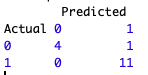 Predicted
Actual 0 1
0 4 1
1 0 11